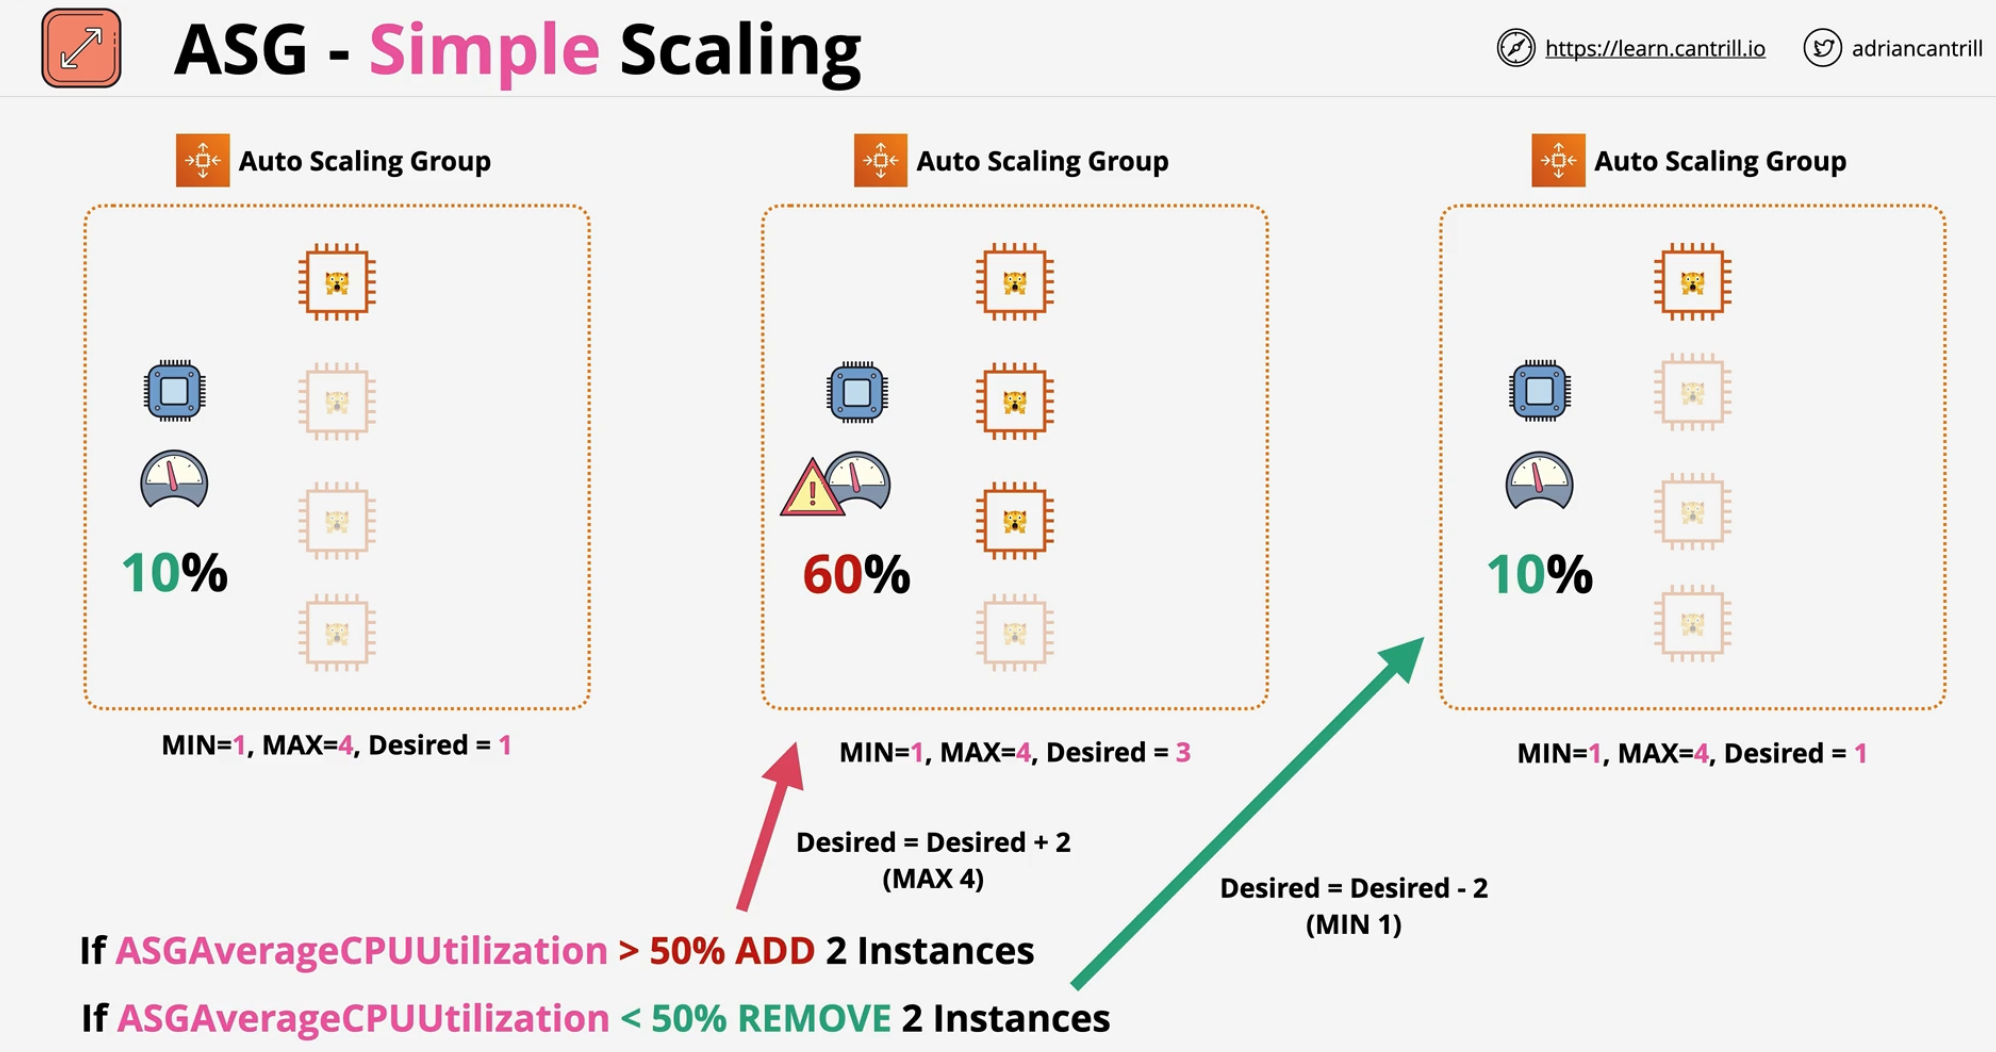 ASG - Simple Scaling
https://learn.cantrill.io
adriancantrill
Auto Scaling Group
Auto Scaling Group
Auto Scaling Group
10%
60%
10%
MIN=1, MAX=4, Desired = 1
MIN=1, MAX=4, Desired = 3
MIN=1, MAX=4, Desired = 1
Desired = Desired + 2
(MAX 4)
Desired = Desired - 2
(MIN 1)
If ASGAverageCPUUtilization > 50% ADD 2 Instances
If ASGAverageCPUUtilization < 50% REMOVE 2 Instances